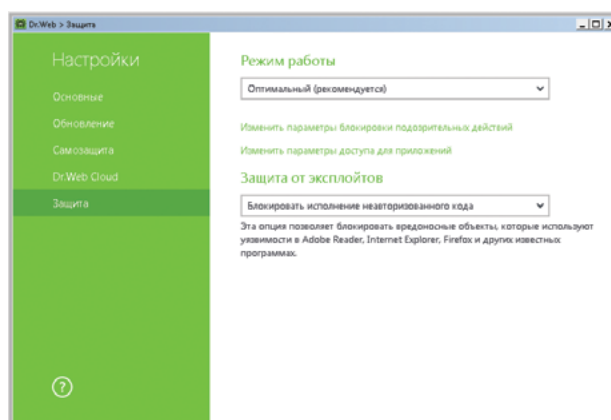 Dr.Web > Защита
Настройки
Основные
Обновление
Самозащита
Dr.Web Cloud
Защита
Режим работы
Оптимальный (рекомендуется)
Изменить параметры блокировки подозрительных действий
Изменить параметры доступа для приложений
Защита от эксплойтов
Блокировать исполнение неавторизованного кода
Эта опция позволяет блокировать вредоносные объекты, которые используют
уязвимости в Adobe Reader, Internet Explorer, Firefox и других известных
программах.
?